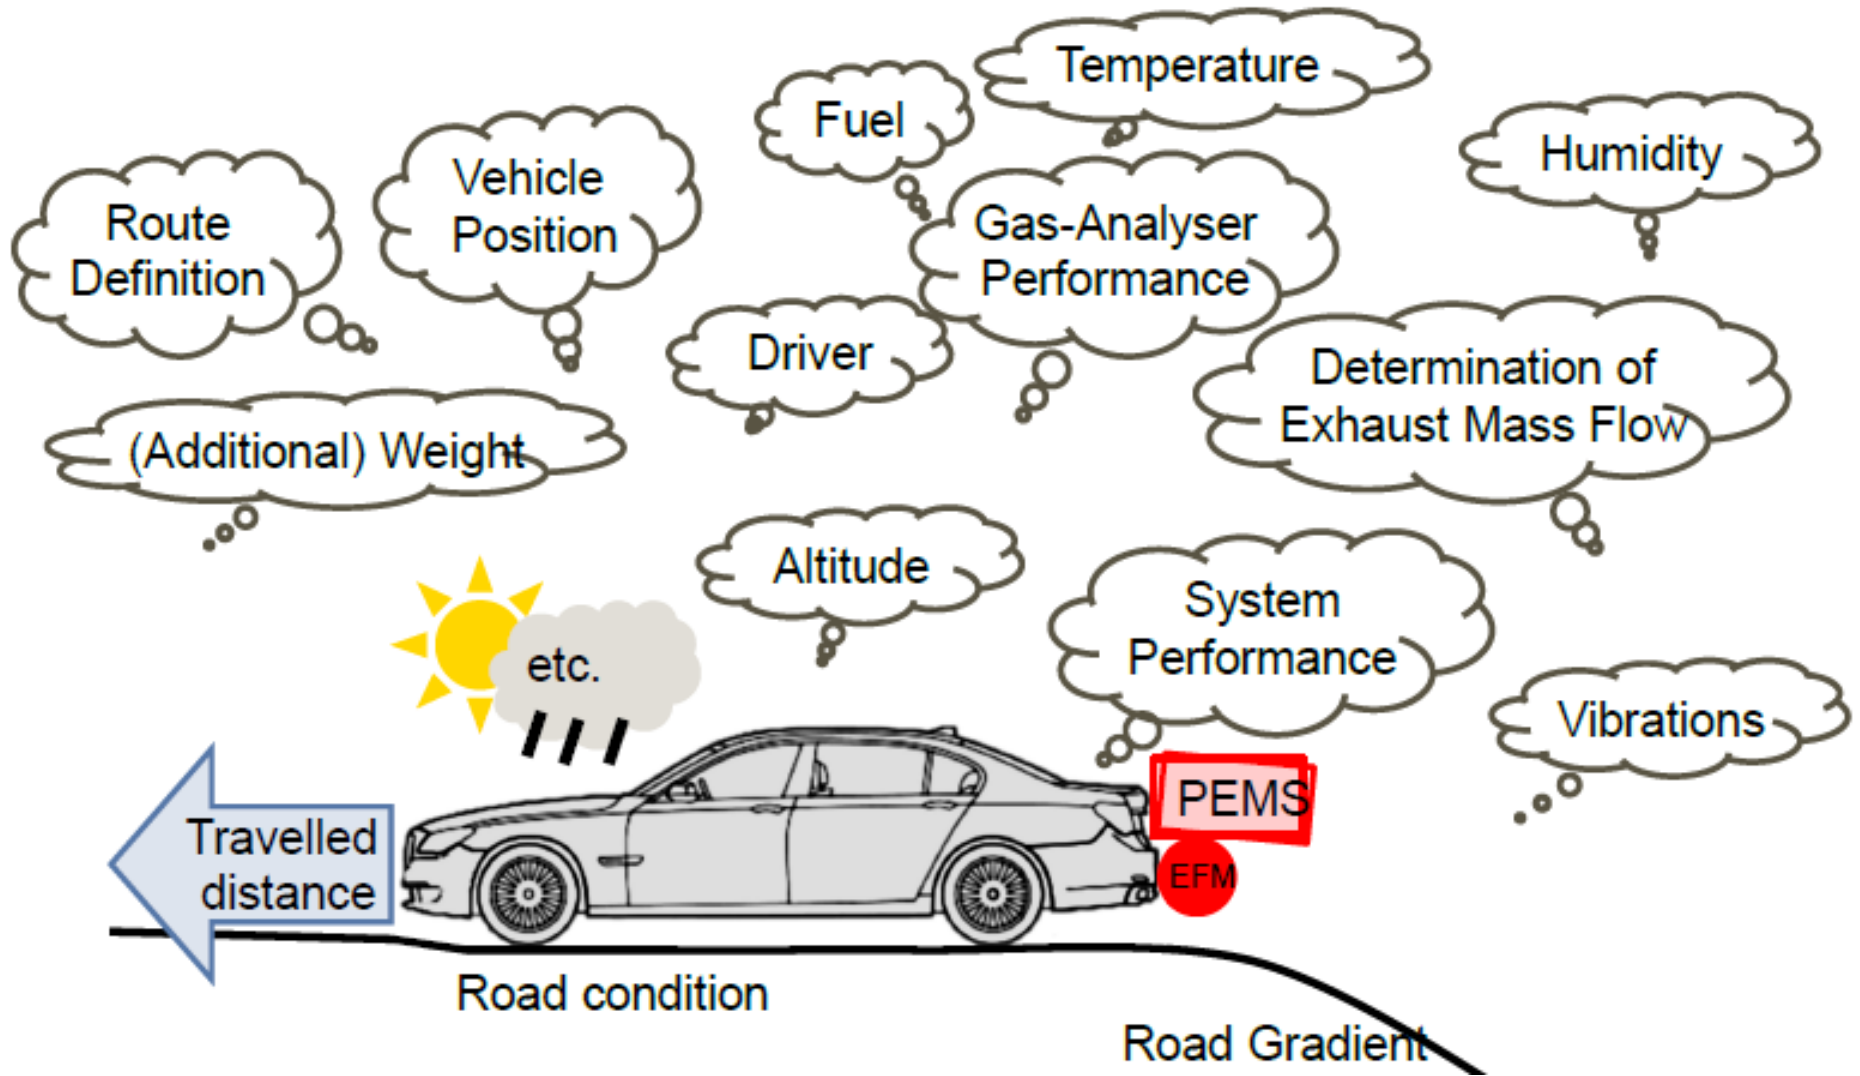 Temperature
Fuel
Humidity
Vehicle
Position
Route
Definition
Gas-Analyser
Performance
Driver
Determination of
Exhaust Mass Flow
(Additional) Weight
Altitude
System
Performance
etc.
Vibrations
PEMS
Travelled
distance
EFM
Road condition
Road Gradient